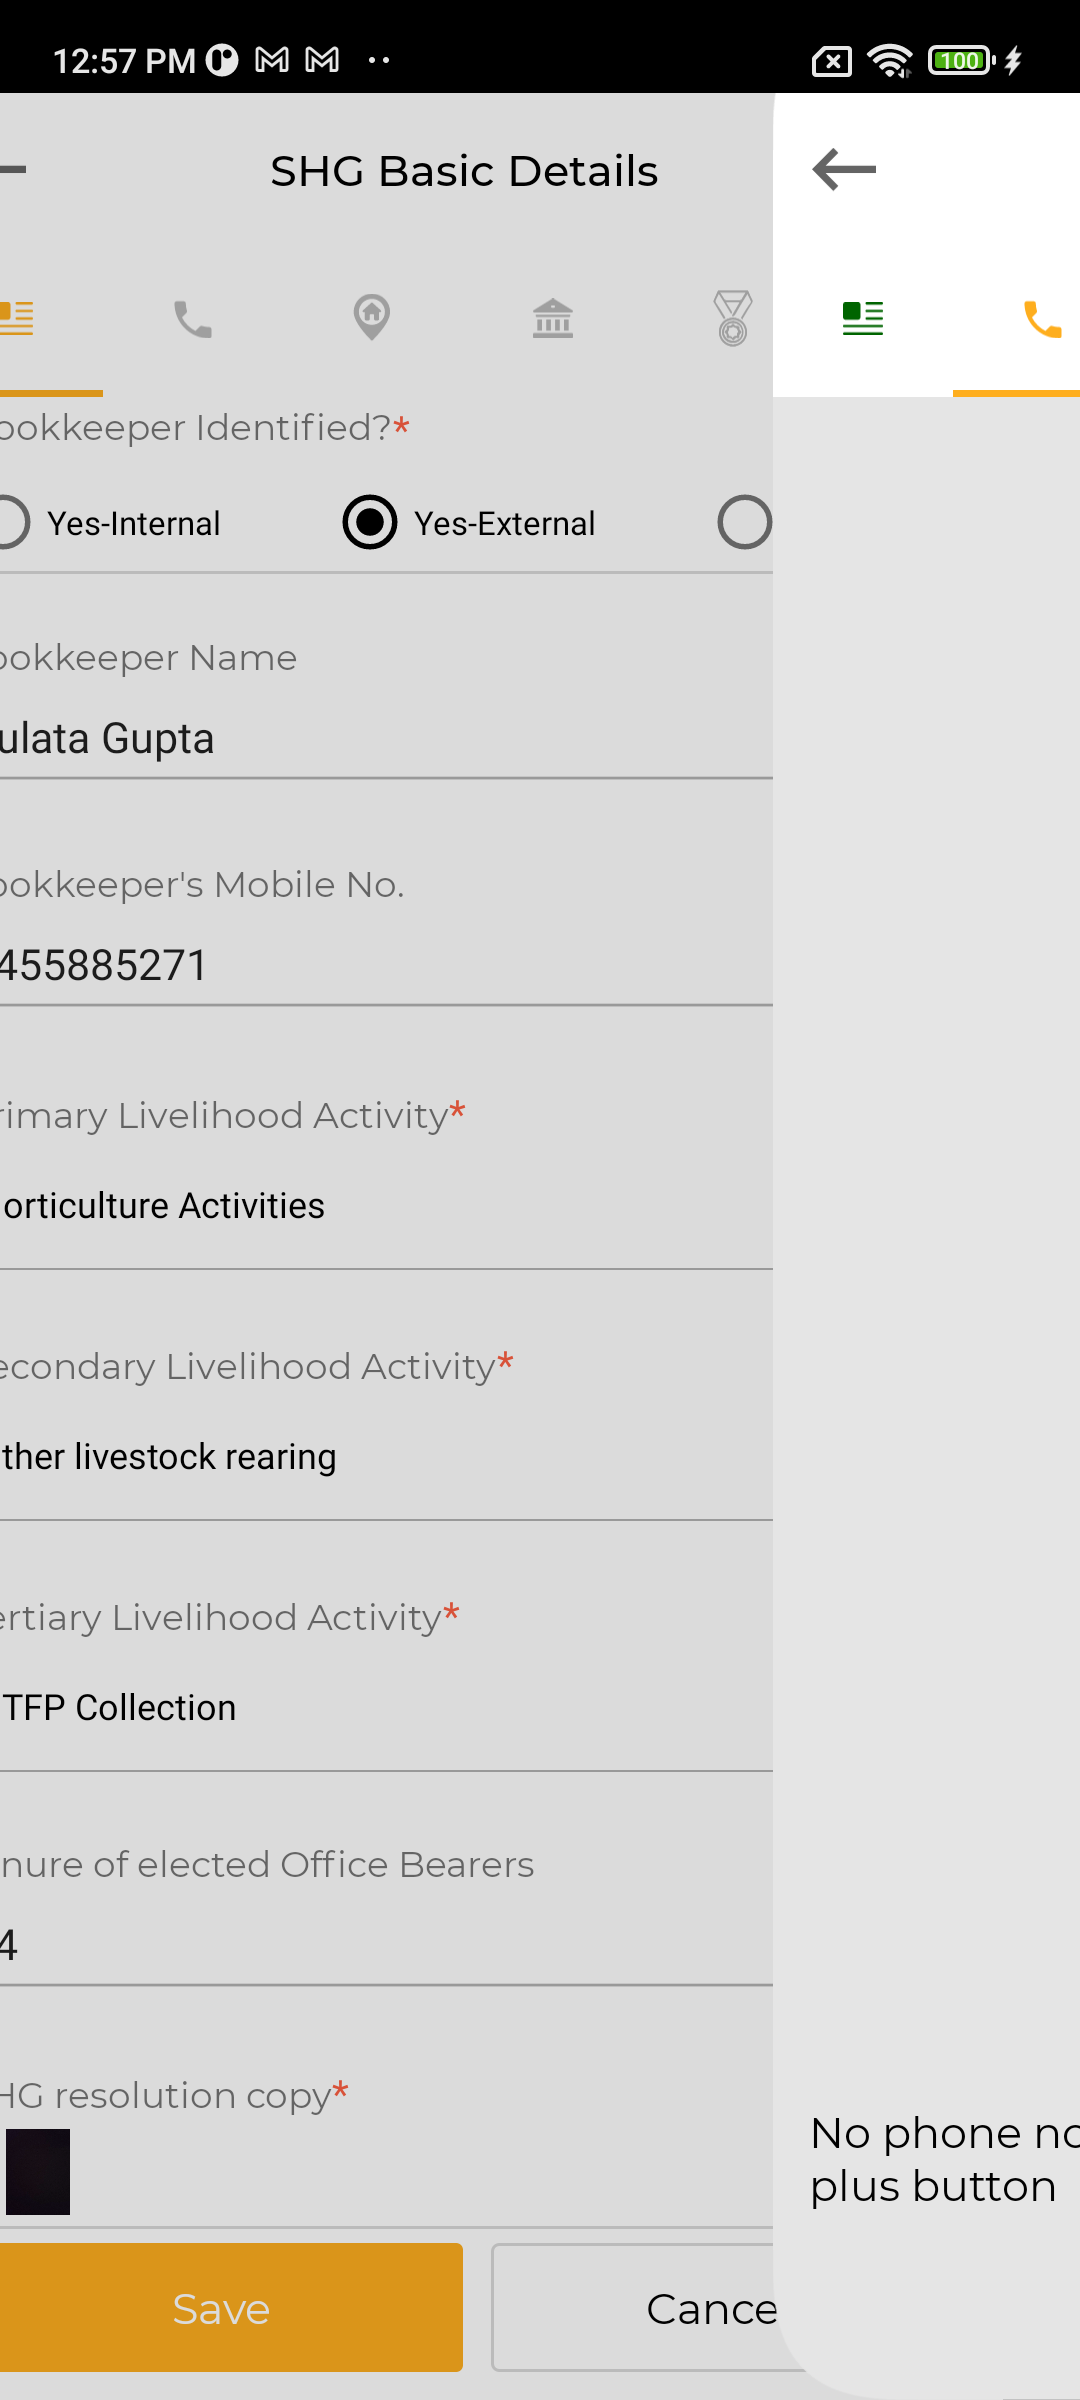 12:57 PM
100
SHG Basic Details
ookkeeper Identified?*
Yes-Internal
Yes-External
ookkeeper Name
ulata Gupta
ookkeeper's Mobile No.
455885271
rimary Livelihood Activity*
orticulture Activities
econdary Livelihood Activity*
ther livestock rearing
ertiary Livelihood Activity*
TFP Collection
nure of elected Office Bearers
4
HG resolution copy*
No phone no
plus button
Save
Cance